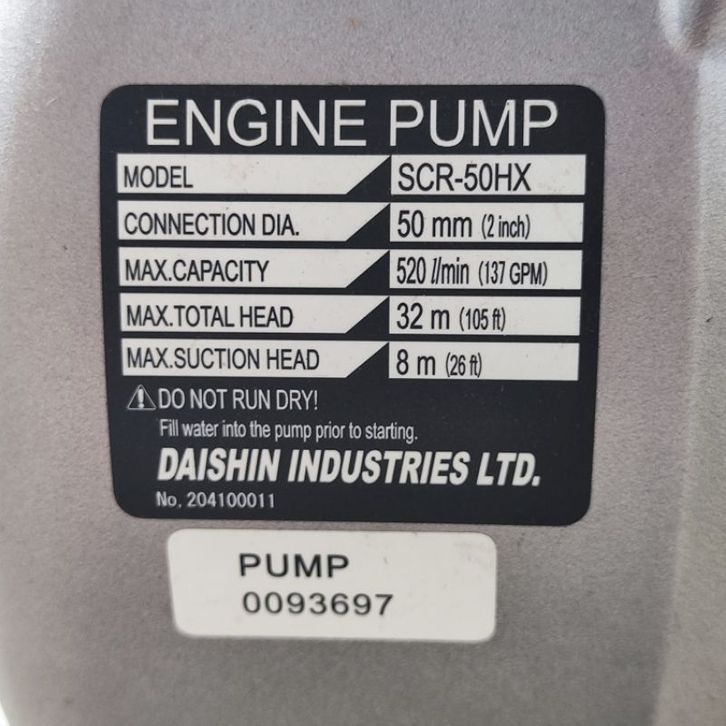 ENGINE PUMP
MODEL SCR-50HX
CONNECTION DIA. 50 mm (2 inch)
MAX.CAPACITY 520 l/min (137 GPM)
MAX.TOTAL HEAD 32 m (105 ft)
MAX.SUCTION HEAD 8 m (26 ft)
⚠DO NOT RUN DRY!
Fill water into the pump prior to starting.
DAISHIN INDUSTRIES LTD.
No. 204100011
PUMP
0093697